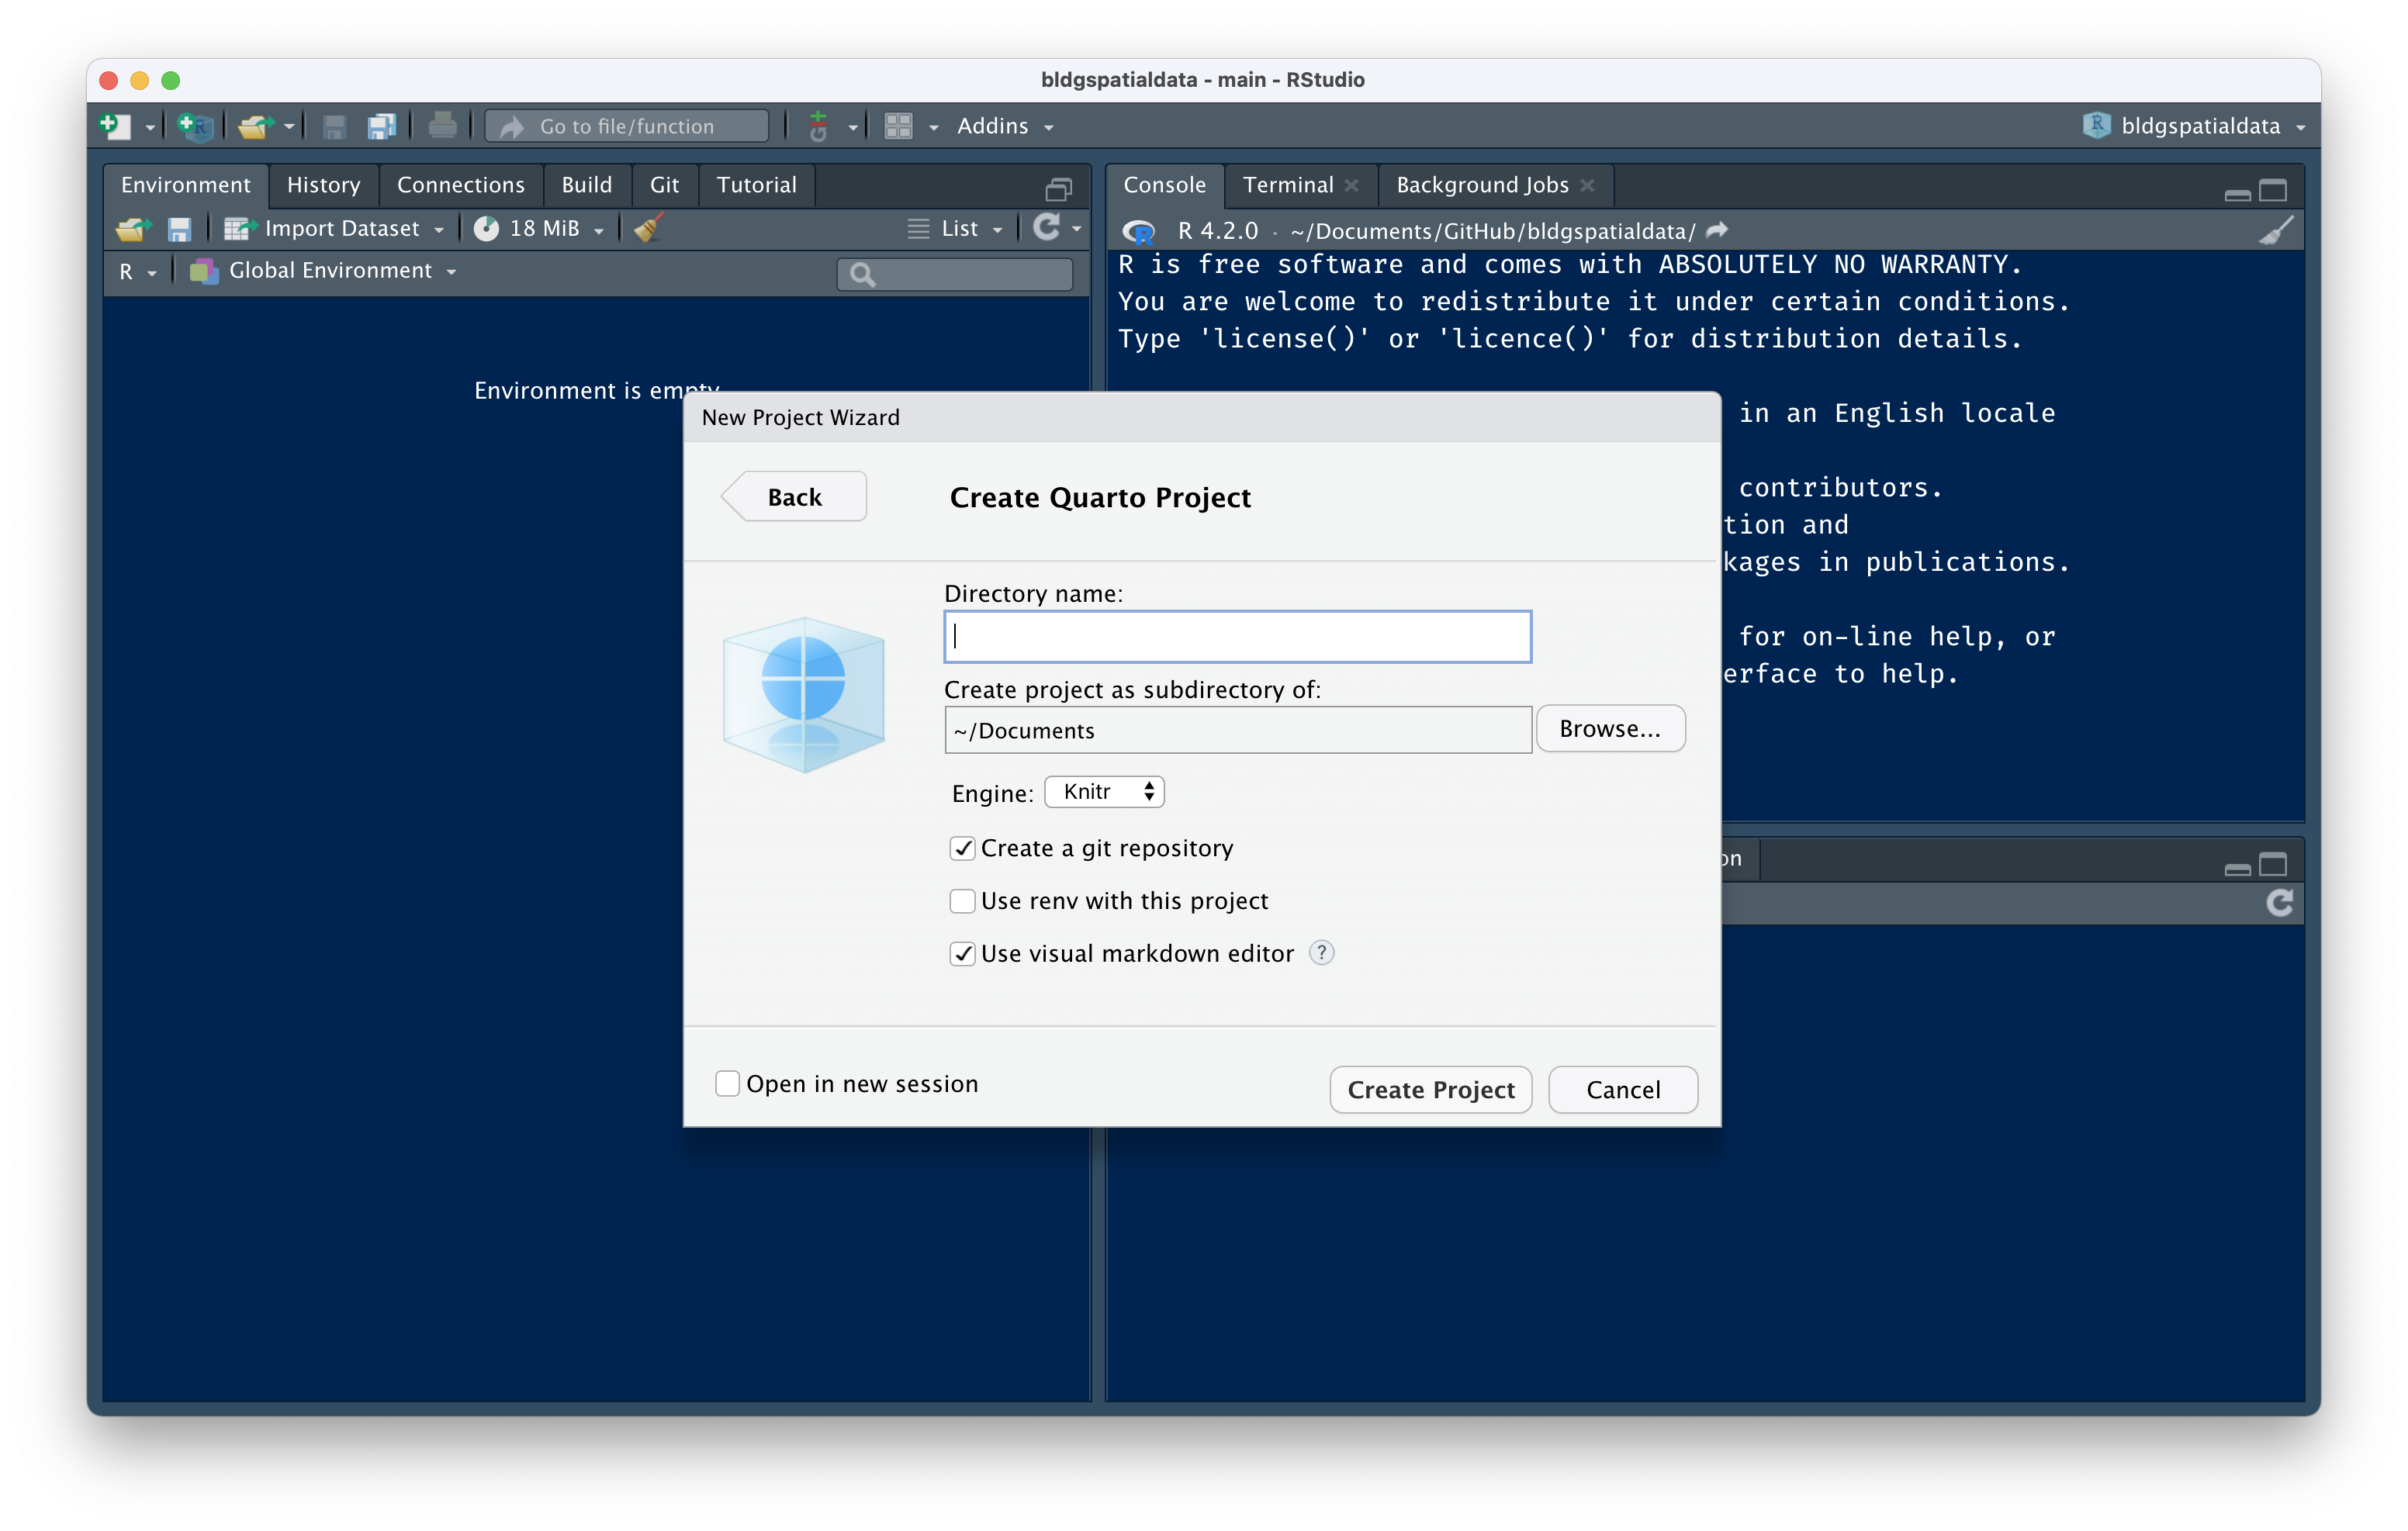 bldgspatialdata - main - RStudio
Go to file/function
Addins
bldgspatialdata
Environment History Connections Build Git Tutorial
Import Dataset 18 MiB List
R Global Environment
Environment is empty
Console Terminal Background Jobs
R 4.2.0 · ~/Documents/GitHub/bldgspatialdata/
R is free software and comes with ABSOLUTELY NO WARRANTY.
You are welcome to redistribute it under certain conditions.
Type 'license()' or 'licence()' for distribution details.
in an English locale
contributors.
tion and
kages in publications.
for on-line help, or
erface to help.
on
New Project Wizard
Back
Create Quarto Project
Directory name:
Create project as subdirectory of:
~/Documents
Browse...
Engine: Knitr
Create a git repository
Use renv with this project
Use visual markdown editor ?
Open in new session
Create Project Cancel